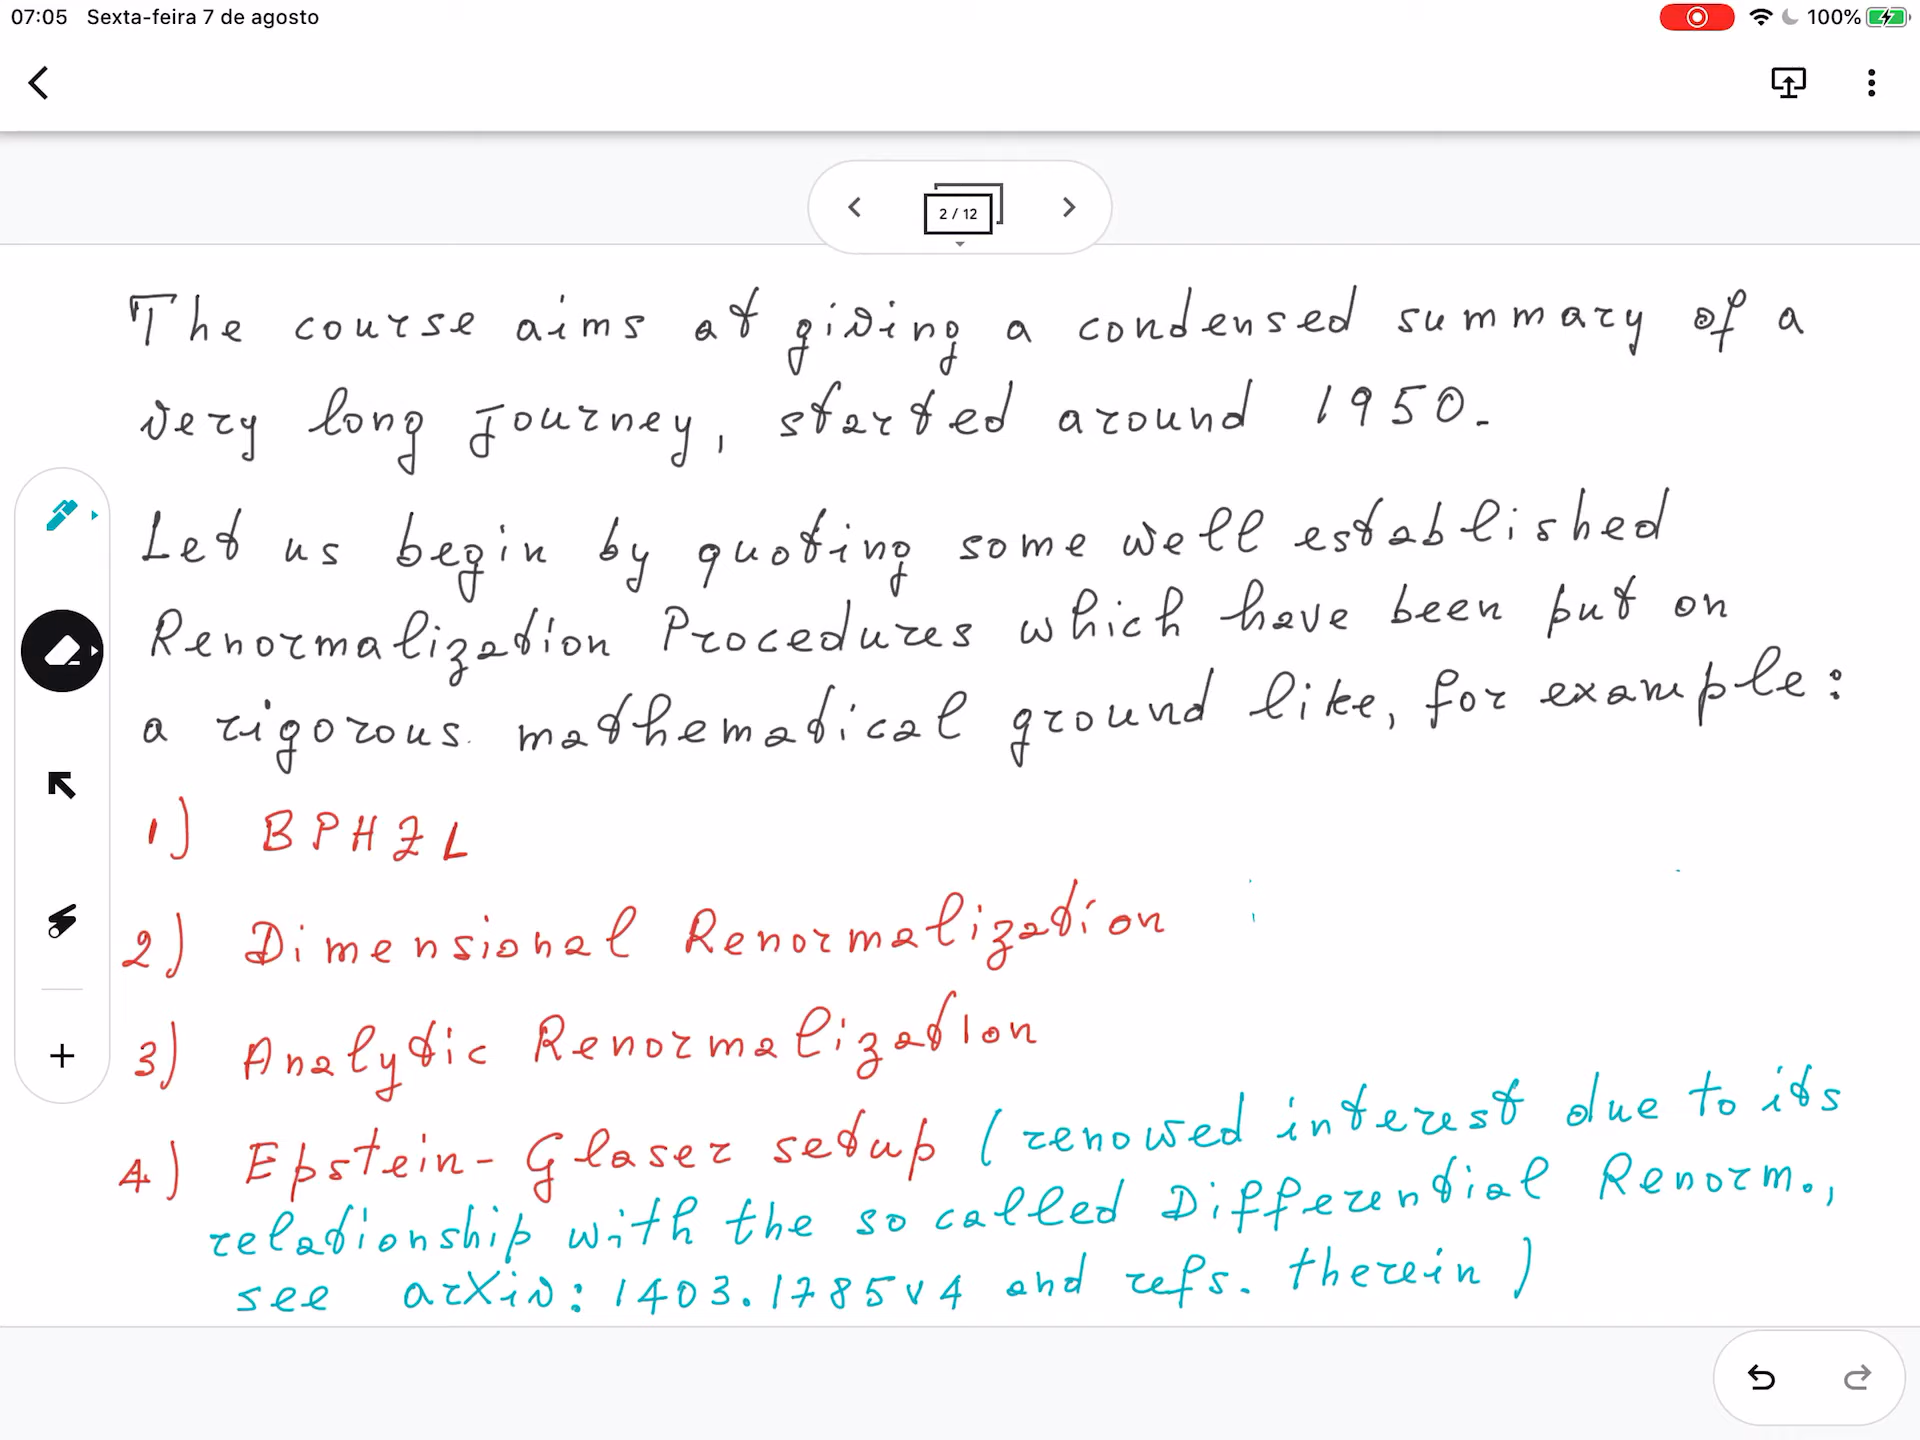 07:05 Sexta-feira 7 de agosto 100%
2 / 12
The course aims at giving a condensed summary of a
very long journey, started around 1950.
Let us begin by quoting some well established
Renormalization Procedures which have been put on
a rigorous mathematical ground like, for example:
1) BPHZL
2) Dimensional Renormalization
3) Analytic Renormalization
4) Epstein-Glaser setup (renowed interest due to its
relationship with the so called Differential Renorm.,
see arXiv: 1403.1785v4 and refs. therein)